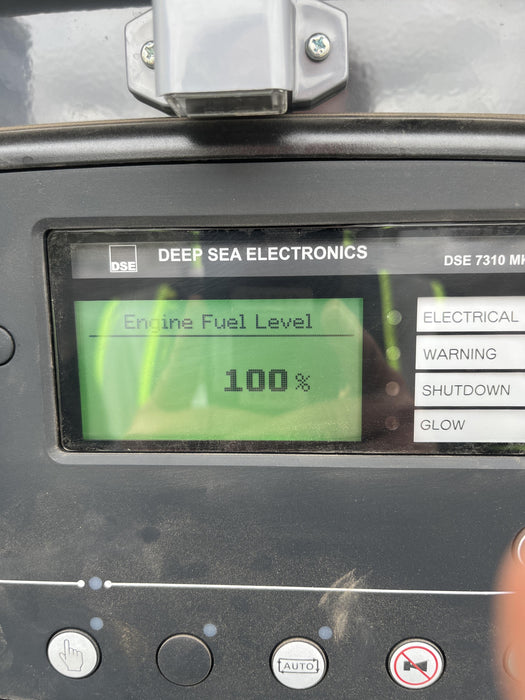 DSE
DEEP SEA ELECTRONICS
DSE 7310 MK
Engine Fuel Level
100 %
ELECTRICAL
WARNING
SHUTDOWN
GLOW
AUTO